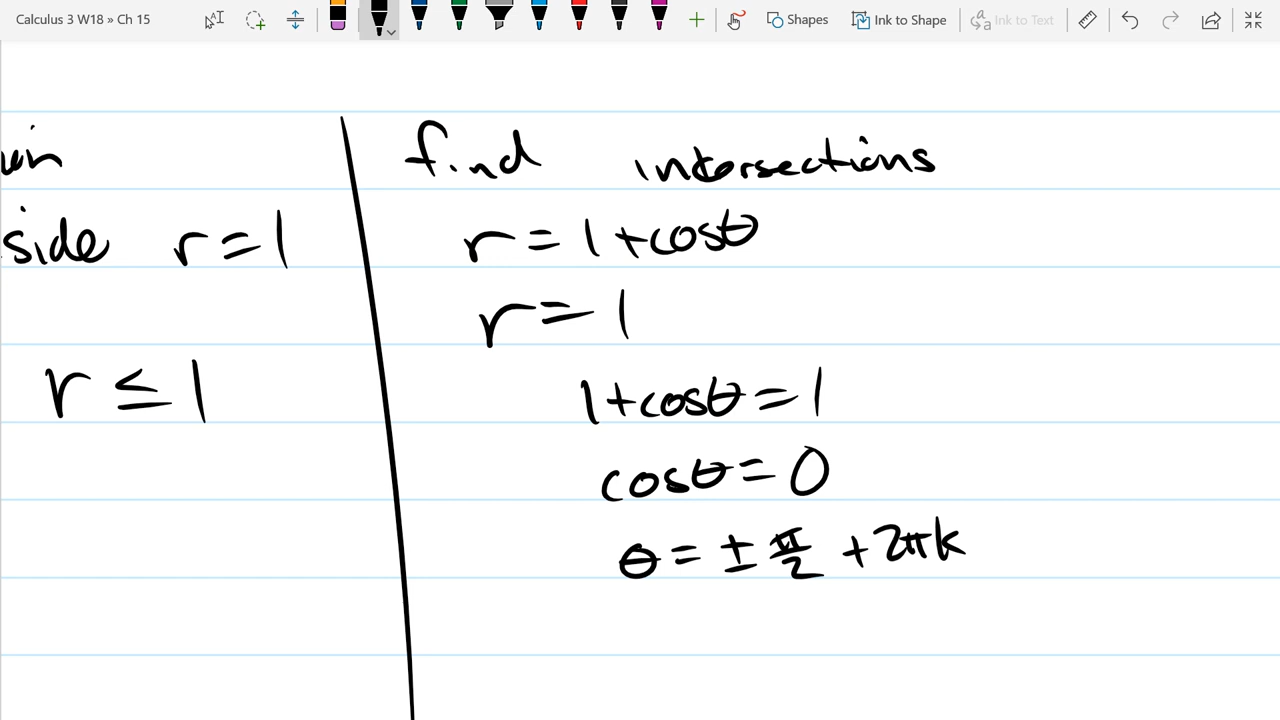 Calculus 3 W18 » Ch 15
Shapes
Ink to Shape
Ink to Text
side r = 1
r ≤ 1
find intersections
r = 1 + cosθ
r = 1
1 + cosθ = 1
cosθ = 0
θ = ± π/2 + 2πk